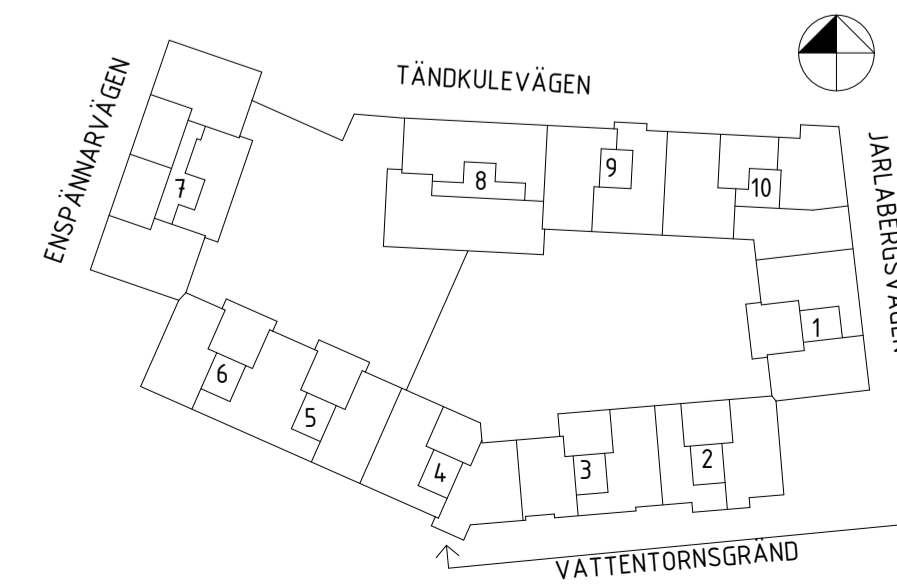 TÄNDKULEVÄGEN
ENSPÄNNARVÄGEN
JARLABERGSVÄGEN
7
8
9
10
1
6
5
4
3
2
VATTENTORNSGRÄND